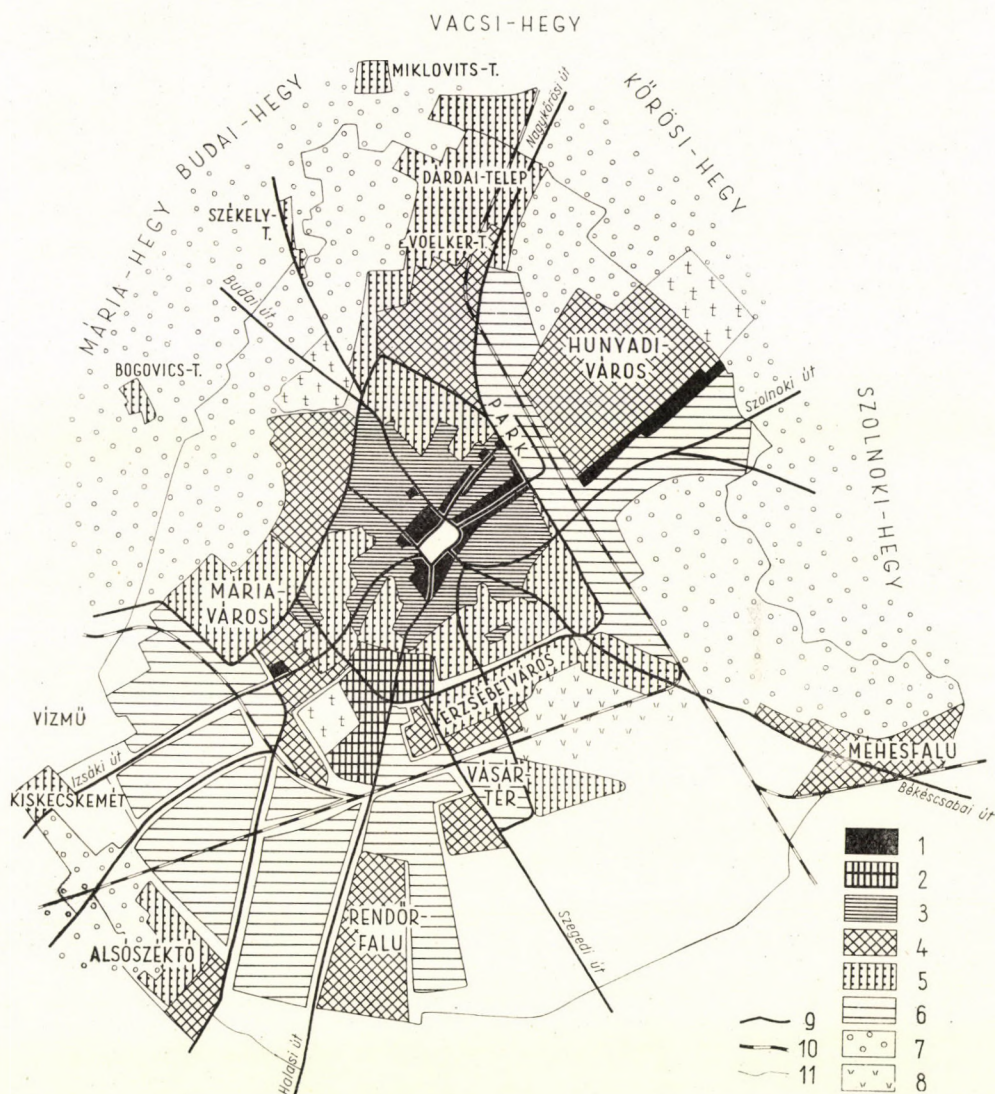 VACSI-HEGY
MIKLOVITS-T.
BUDAI-HEGY
KŐRÖSI-HEGY
Nagykőrösi út
DÁRDAI-TELEP
SZÉKELY-
T.
VOELKER-T.
MÁRIA-HEGY
Budai út
HUNYADI-
VÁROS
BOGOVICS-T.
PARK
Szolnoki út
SZOLNOKI-HEGY
MÁRIA-
VÁROS
ERZSÉBETVÁROS
VÍZMŰ
Izsáki út
KISKECSKEMÉT
VÁSÁR-
TÉR
MÉHESFALU
Békéscsabai út
RENDŐR-
FALU
ALSÓSZÉKTÓ
Szegedi út
Halasi út
1
2
3
4
5
6
7
8
9
10
11